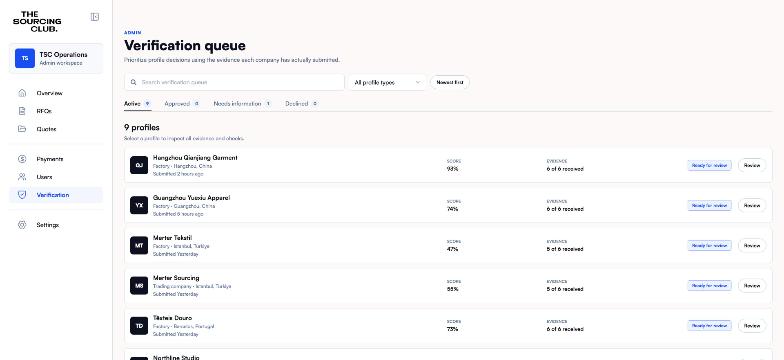 THE
SOURCING
CLUB.
TS
TSC Operations
Admin workspace
Overview
RFQs
Quotes
Payments
Users
Verification
Settings
ADMIN
Verification queue
Prioritize profile decisions using the evidence each company has actually submitted.
Search verification queue
All profile types
Newest first
Active 9
Approved 0
Needs information 1
Declined 0
9 profiles
Select a profile to inspect all evidence and checks.
QJ
Hangzhou Qianjiang Garment
Factory · Hangzhou, China
Submitted 2 hours ago
SCORE
93%
EVIDENCE
6 of 6 received
Ready for review
Review
YX
Guangzhou Yuexiu Apparel
Factory · Guangzhou, China
Submitted 5 hours ago
SCORE
74%
EVIDENCE
6 of 6 received
Ready for review
Review
MT
Merter Tekstil
Factory · Istanbul, Türkiye
Submitted Yesterday
SCORE
47%
EVIDENCE
5 of 6 received
Ready for review
Review
MS
Merter Sourcing
Trading company · Istanbul, Türkiye
Submitted Yesterday
SCORE
55%
EVIDENCE
5 of 6 received
Ready for review
Review
TD
Têxteis Douro
Factory · Barcelos, Portugal
Submitted Yesterday
SCORE
73%
EVIDENCE
6 of 6 received
Ready for review
Review
Northline Studio